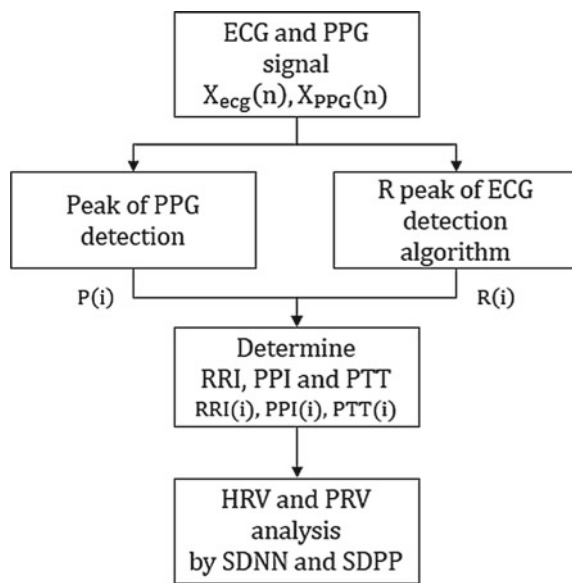 ECG and PPG
signal
Xecg(n), XPPG(n)
Peak of PPG
detection
R peak of ECG
detection
algorithm
P(i)
R(i)
Determine
RRI, PPI and PTT
RRI(i), PPI(i), PTT(i)
HRV and PRV
analysis
by SDNN and SDPP